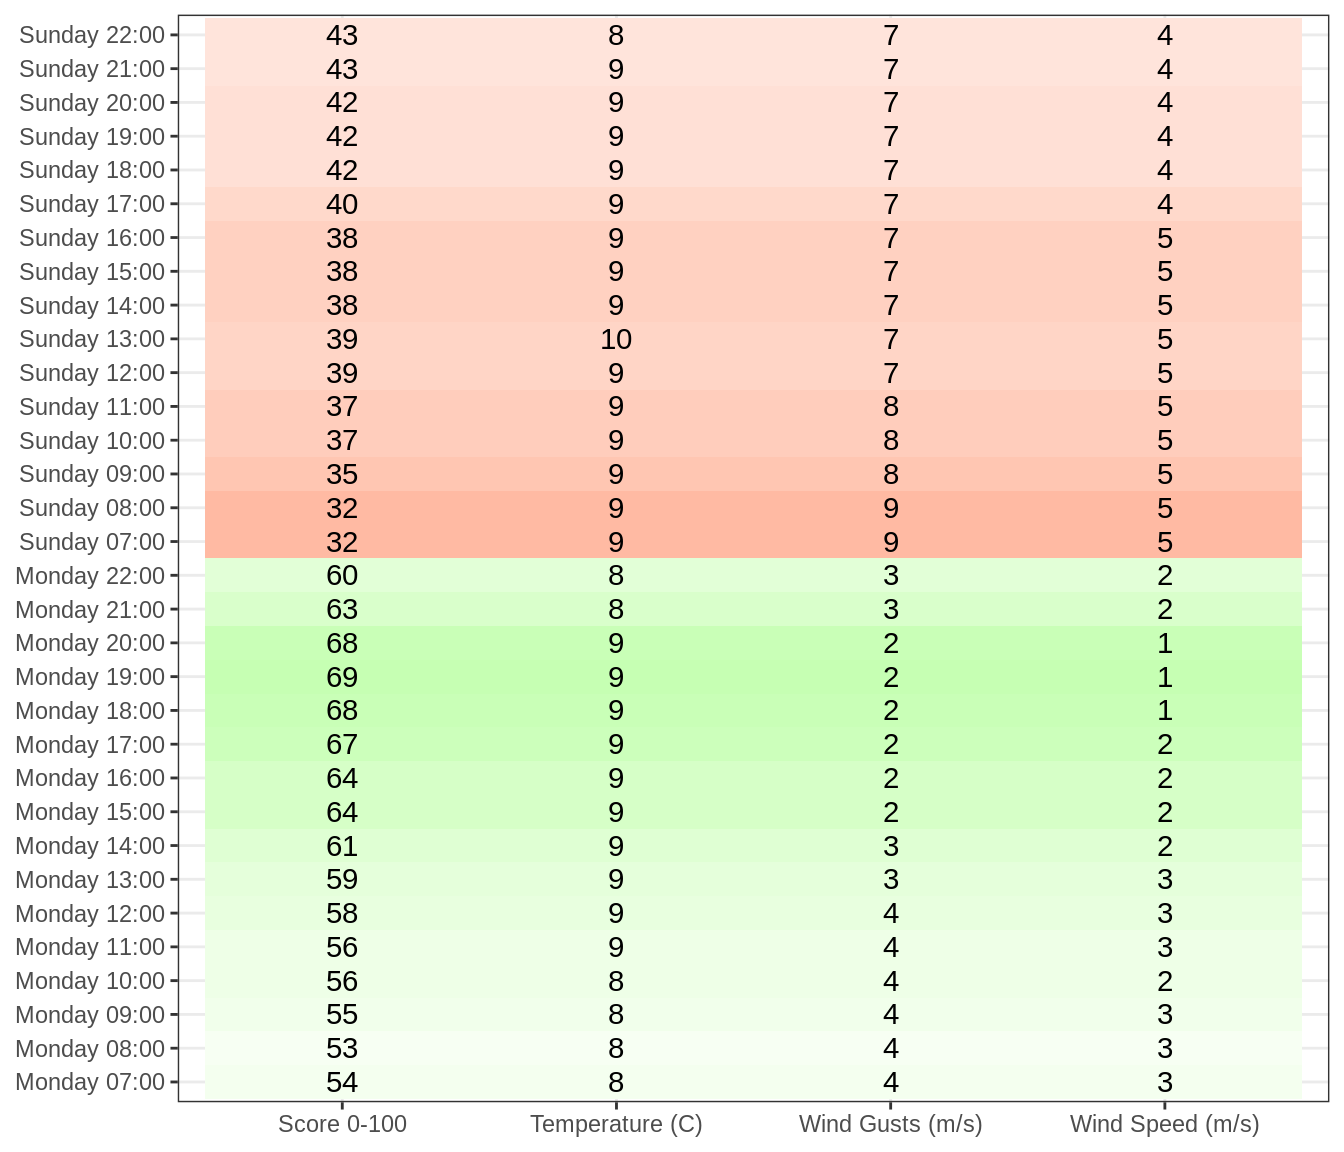 Sunday 22:00 43 8 7 4
Sunday 21:00 43 9 7 4
Sunday 20:00 42 9 7 4
Sunday 19:00 42 9 7 4
Sunday 18:00 42 9 7 4
Sunday 17:00 40 9 7 4
Sunday 16:00 38 9 7 5
Sunday 15:00 38 9 7 5
Sunday 14:00 38 9 7 5
Sunday 13:00 39 10 7 5
Sunday 12:00 39 9 7 5
Sunday 11:00 37 9 8 5
Sunday 10:00 37 9 8 5
Sunday 09:00 35 9 8 5
Sunday 08:00 32 9 9 5
Sunday 07:00 32 9 9 5
Monday 22:00 60 8 3 2
Monday 21:00 63 8 3 2
Monday 20:00 68 9 2 1
Monday 19:00 69 9 2 1
Monday 18:00 68 9 2 1
Monday 17:00 67 9 2 2
Monday 16:00 64 9 2 2
Monday 15:00 64 9 2 2
Monday 14:00 61 9 3 2
Monday 13:00 59 9 3 3
Monday 12:00 58 9 4 3
Monday 11:00 56 9 4 3
Monday 10:00 56 8 4 2
Monday 09:00 55 8 4 3
Monday 08:00 53 8 4 3
Monday 07:00 54 8 4 3
Score 0-100 Temperature (C) Wind Gusts (m/s) Wind Speed (m/s)